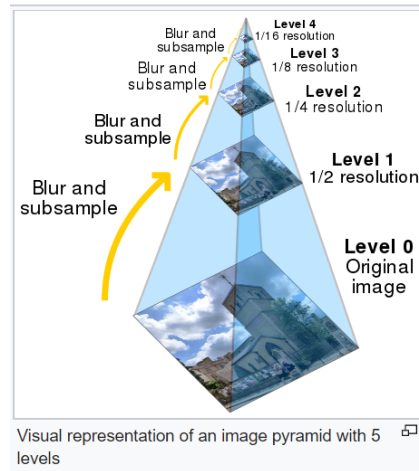 Level 4
1/16 resolution
Blur and
subsample
Level 3
1/8 resolution
Blur and
subsample
Level 2
1/4 resolution
Blur and
subsample
Level 1
1/2 resolution
Blur and
subsample
Level 0
Original
image
Visual representation of an image pyramid with 5
levels